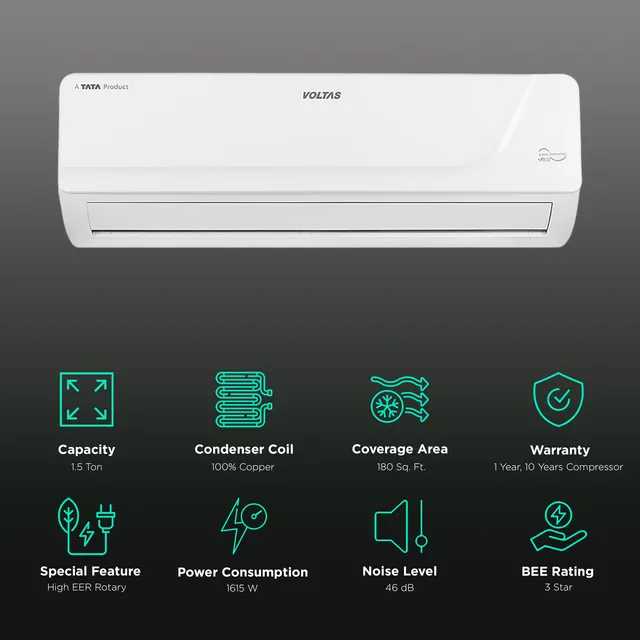 A TATA Product
VOLTAS
Capacity
1.5 Ton
Condenser Coil
100% Copper
Coverage Area
180 Sq. Ft.
Warranty
1 Year, 10 Years Compressor
Special Feature
High EER Rotary
Power Consumption
1615 W
Noise Level
46 dB
BEE Rating
3 Star